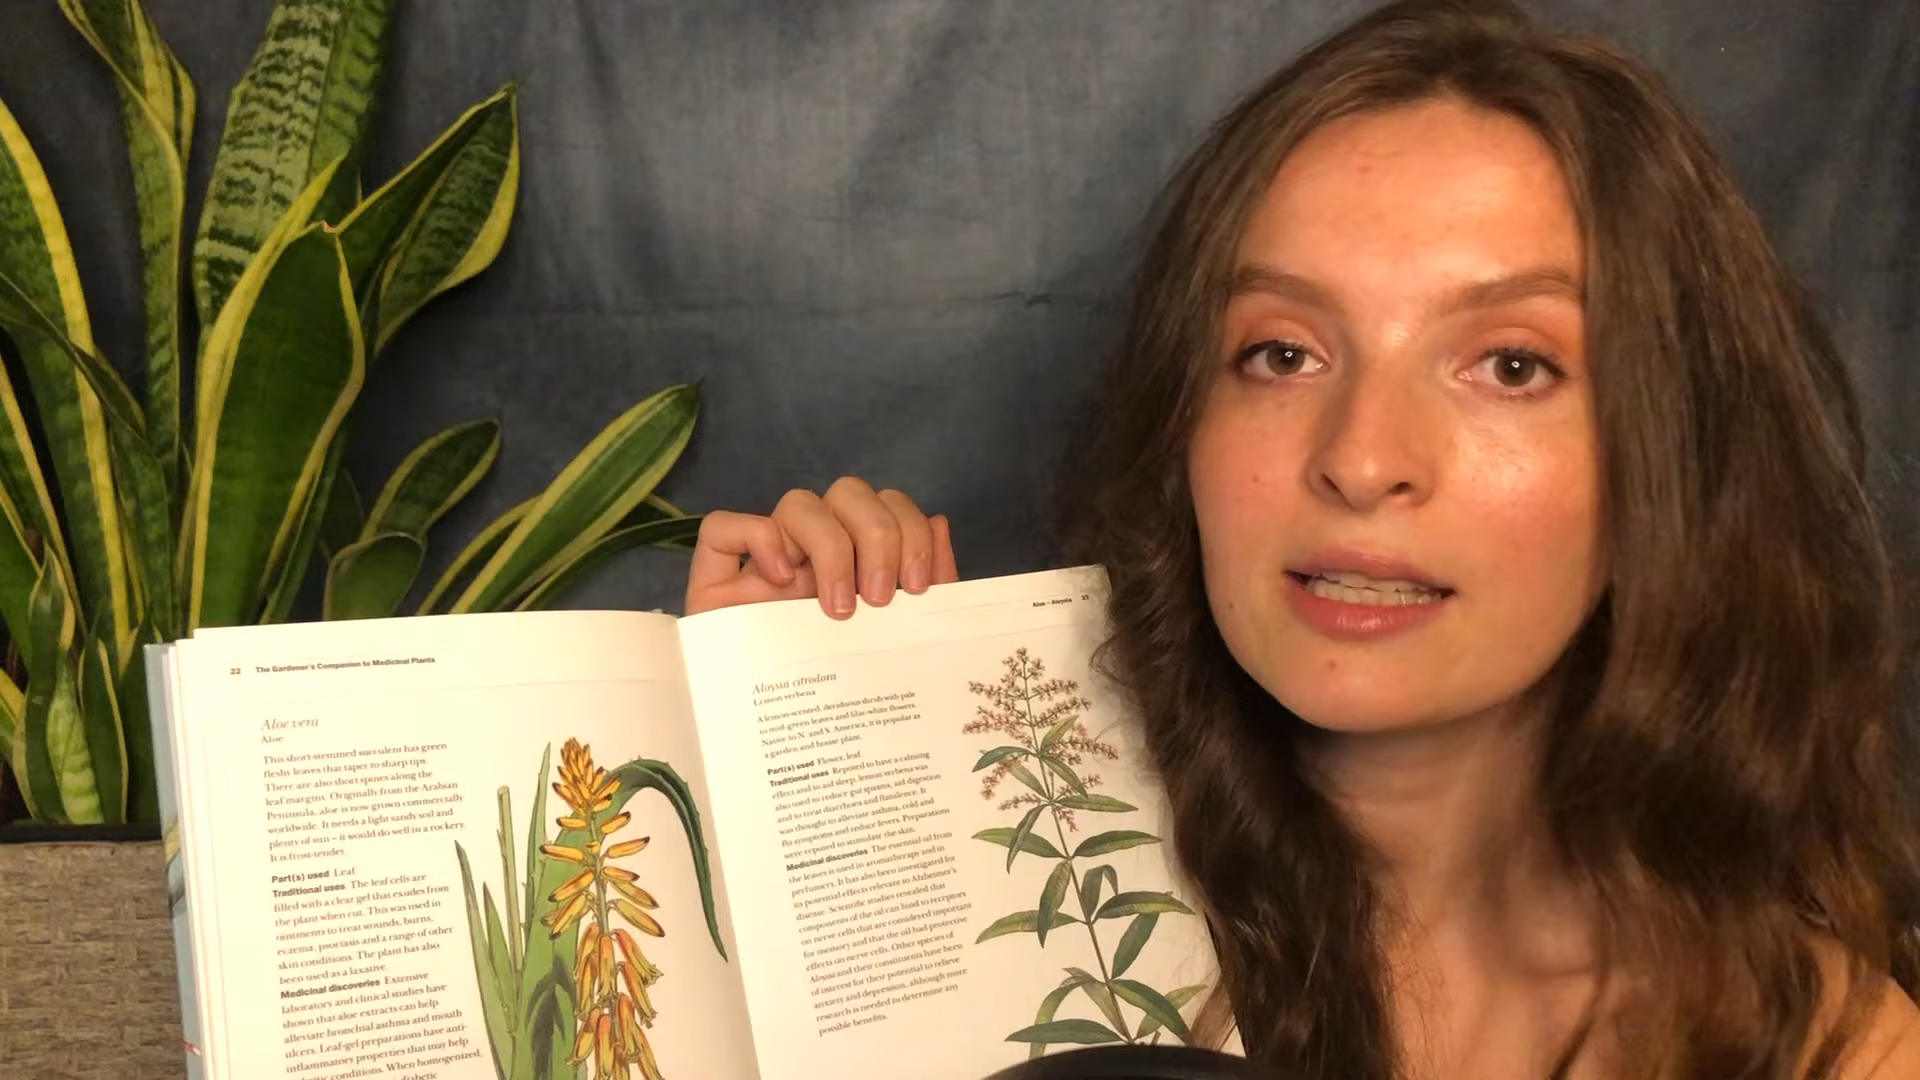 22 The Gardener's Companion to Medicinal Plants
Aloe vera
Aloe
This short-stemmed succulent has green
fleshy leaves that taper to sharp tips.
There are also short spines along the
leaf margins. Originally from the Arabian
Peninsula, aloe is now grown commercially
worldwide. It needs a light sandy soil and
plenty of sun – it would do well in a rockery.
It is frost-tender.
Part(s) used Leaf.
Traditional uses The leaf cells are
filled with a clear gel that exudes from
the plant when cut. This was used in
ointments to treat wounds, burns,
eczema, psoriasis and a range of other
skin conditions. The plant has also
been used as a laxative.
Medicinal discoveries Extensive
laboratory and clinical studies have
shown that aloe extracts can help
alleviate bronchial asthma and mouth
ulcers. Leaf-gel preparations have anti-
inflammatory properties that may help
conditions. When homogenized,
diabetic
Aloe – Aloysia 23
Aloysia citrodora
Lemon verbena
A lemon-scented, deciduous shrub with pale
to mid-green leaves and lilac-white flowers.
Native to N. and S. America, it is popular as
a garden and house plant.
Part(s) used Flower, leaf.
Traditional uses Reputed to have a calming
effect and to aid sleep, lemon verbena was
also used to reduce gut spasms, aid digestion
and to treat diarrhoea and flatulence. It
was thought to alleviate asthma, cold and
flu symptoms and reduce fevers. Preparations
were reputed to stimulate the skin.
Medicinal discoveries The essential oil from
the leaves is used in aromatherapy and in
perfumery. It has also been investigated for
its potential effects relevant to Alzheimer's
disease. Scientific studies revealed that
components of the oil can bind to receptors
on nerve cells that are considered important
for memory and that the oil had protective
effects on nerve cells. Other species of
Aloysia and their constituents have been
of interest for their potential to relieve
anxiety and depression, although more
research is needed to determine any
possible benefits.